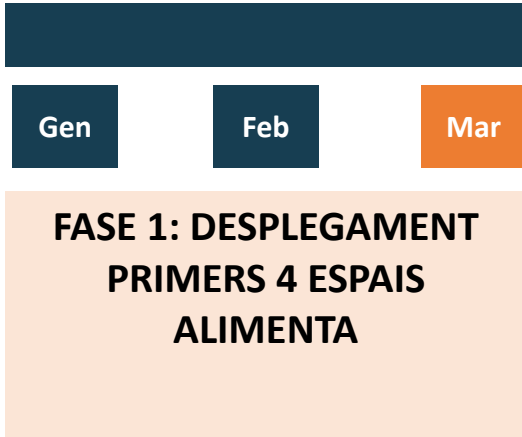 Gen Feb Mar
FASE 1: DESPLEGAMENT
PRIMERS 4 ESPAIS
ALIMENTA